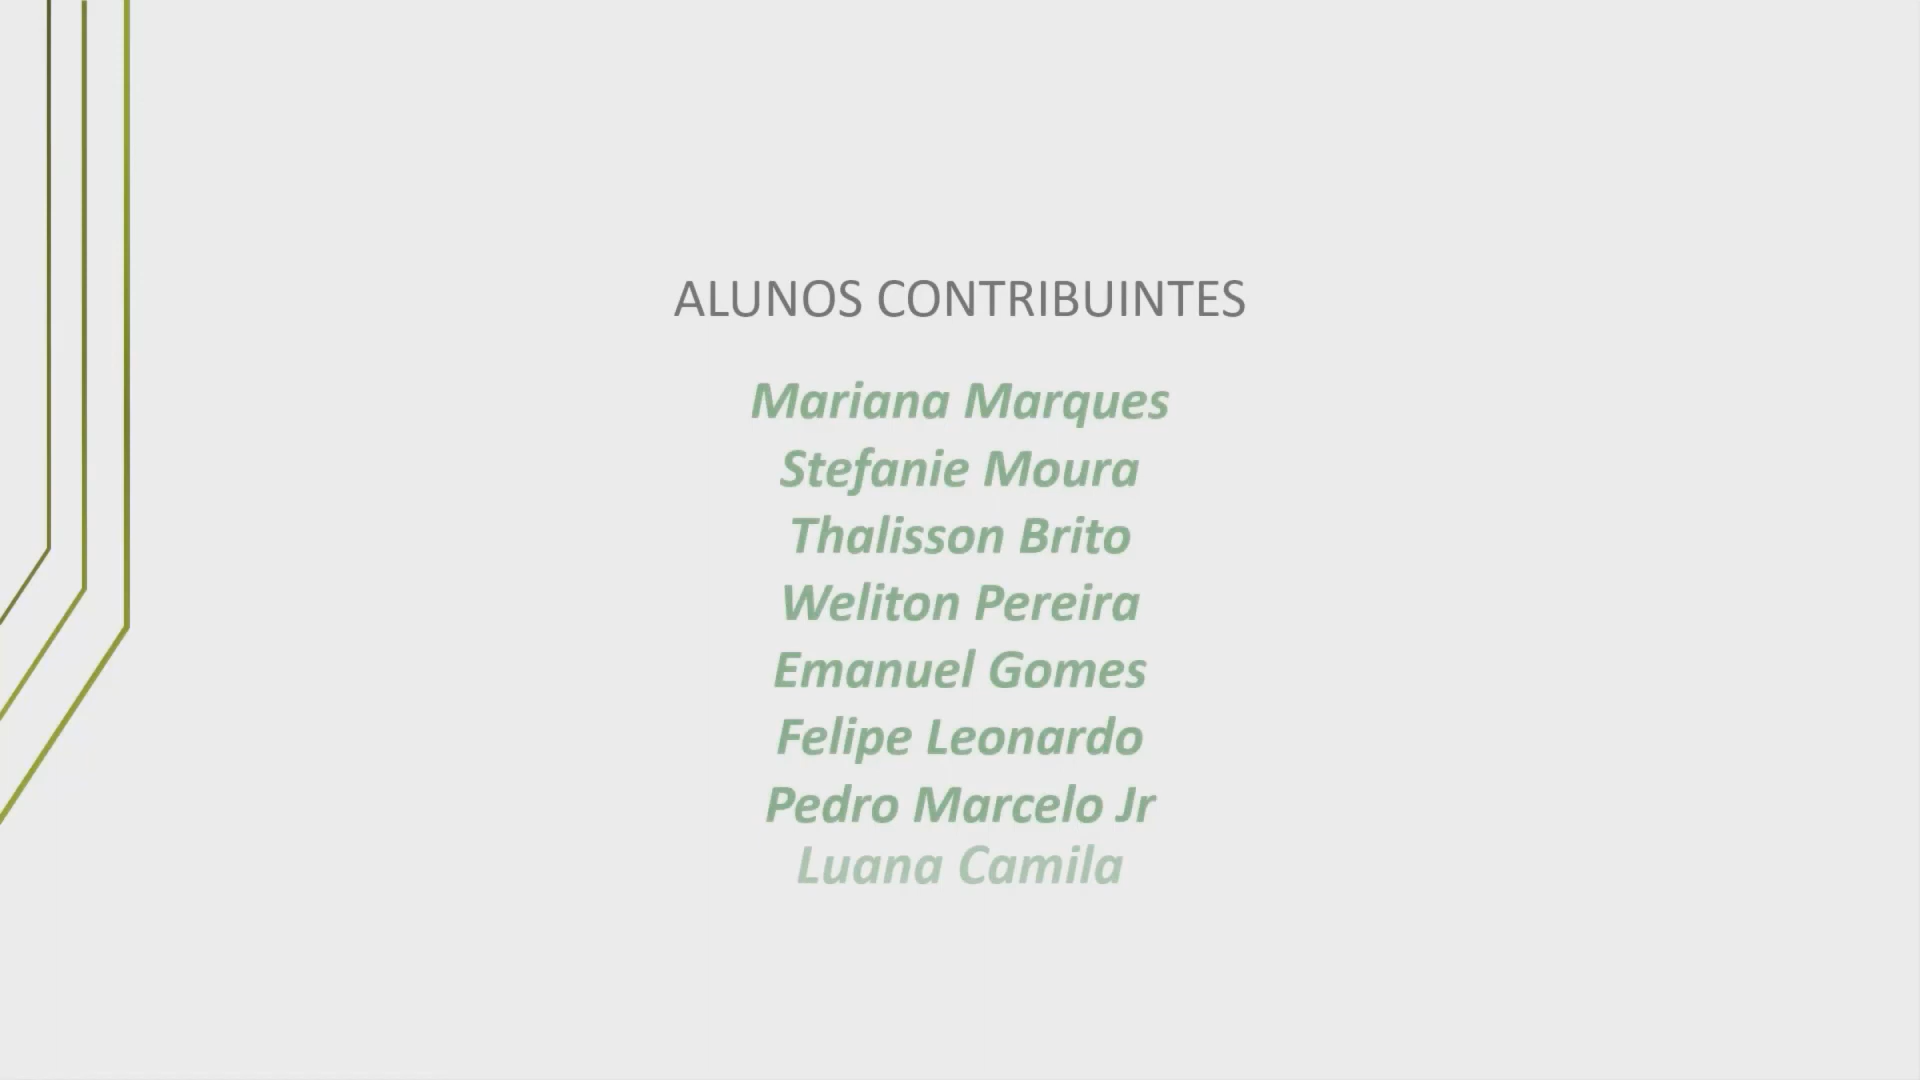 ALUNOS CONTRIBUINTES
Mariana Marques
Stefanie Moura
Thalisson Brito
Weliton Pereira
Emanuel Gomes
Felipe Leonardo
Pedro Marcelo Jr
Luana Camila